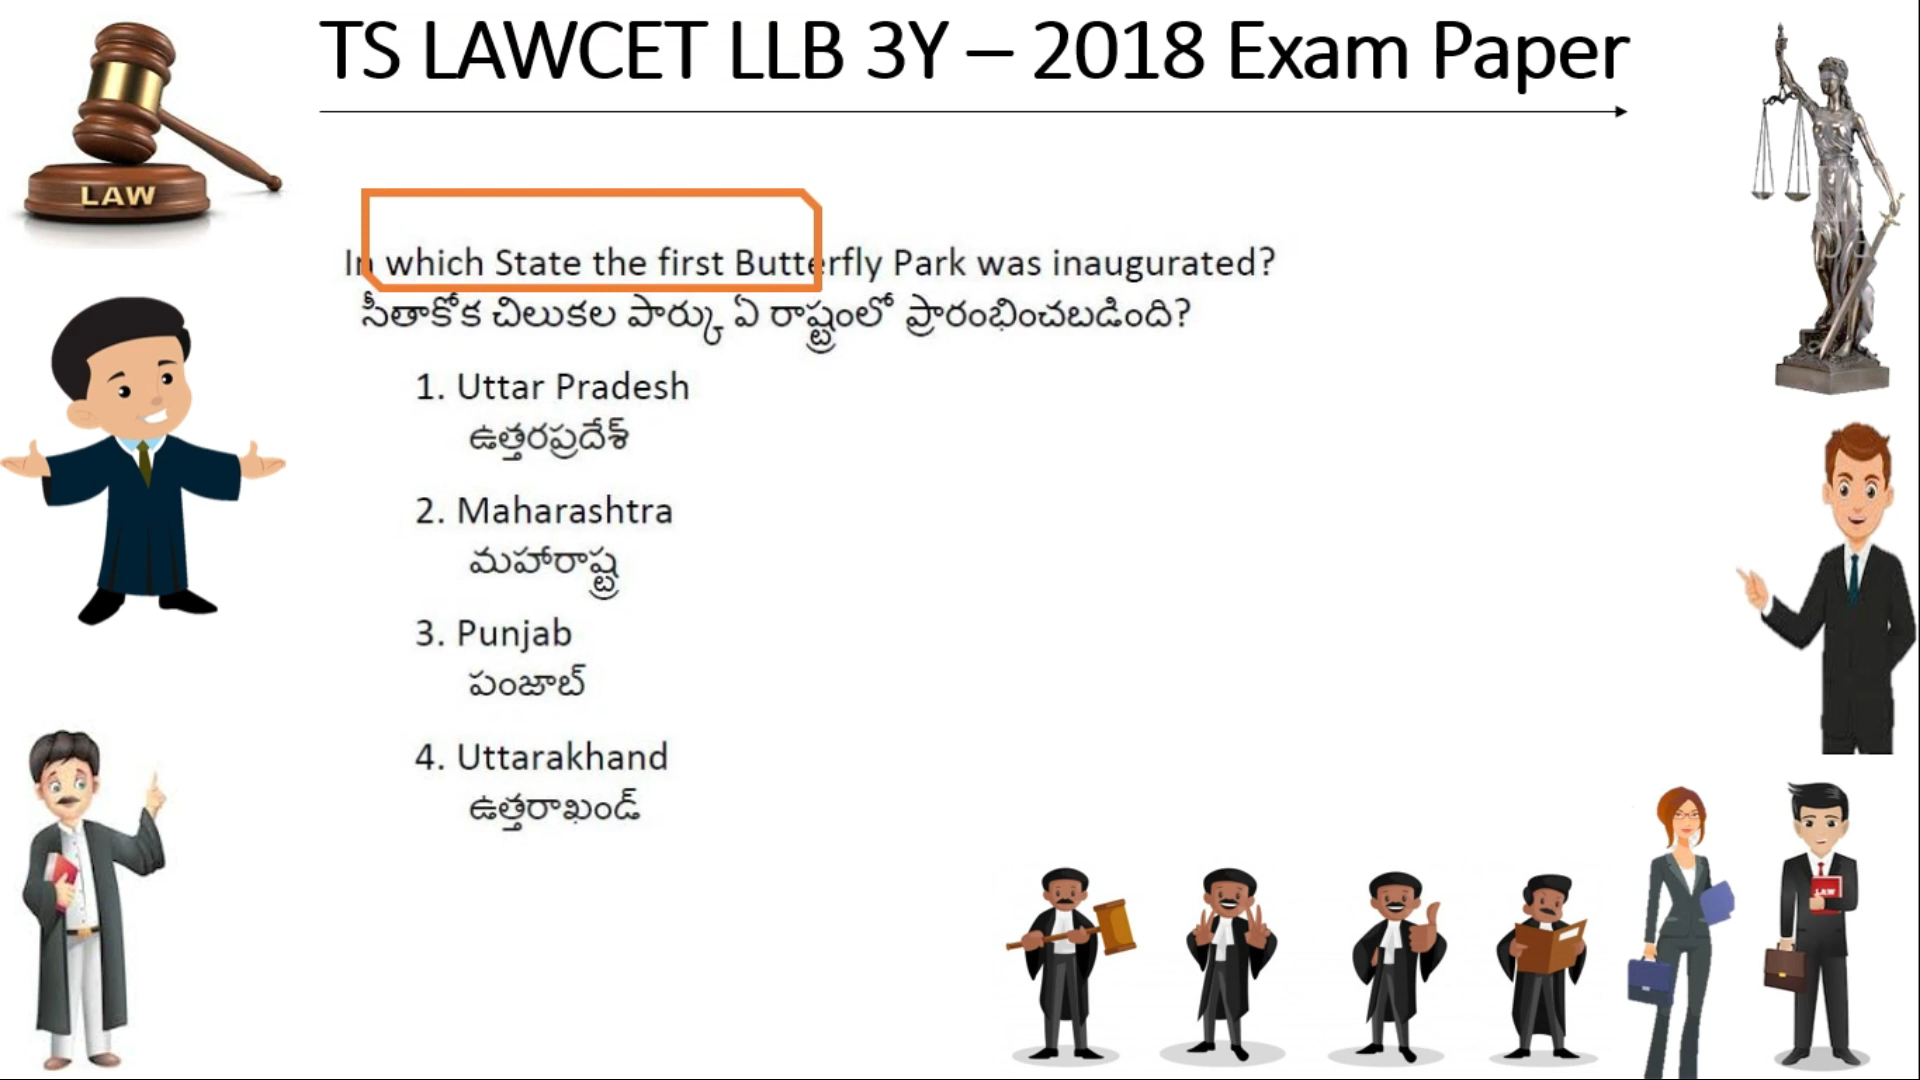 TS LAWCET LLB 3Y – 2018 Exam Paper
LAW
In which State the first Butterfly Park was inaugurated?
సీతాకోక చిలుకల పార్కు ఏ రాష్ట్రంలో ప్రారంభించబడింది?
1. Uttar Pradesh
ఉత్తరప్రదేశ్
2. Maharashtra
మహారాష్ట్ర
3. Punjab
పంజాబ్
4. Uttarakhand
ఉత్తరాఖండ్
LAW